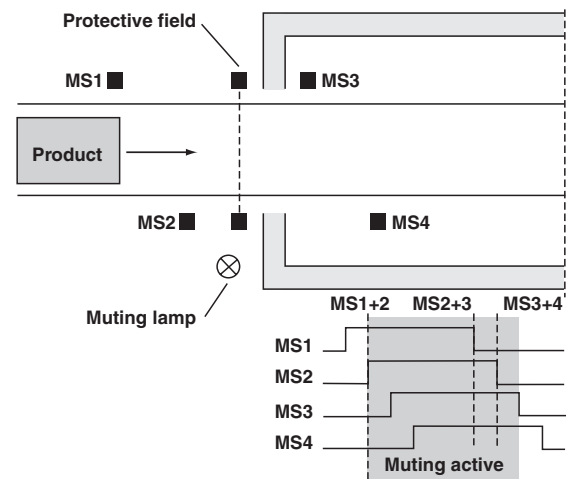 Protective field
MS1
MS3
Product
MS2
MS4
Muting lamp
MS1+2 MS2+3 MS3+4
MS1
MS2
MS3
MS4
Muting active